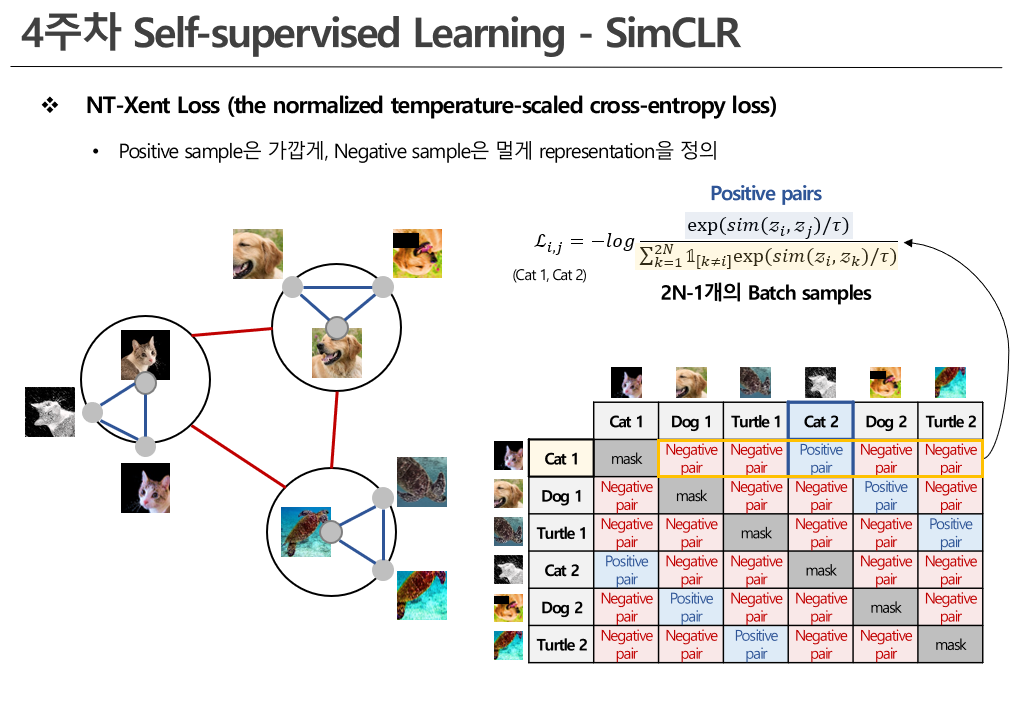 4주차 Self-supervised Learning - SimCLR
❖ NT-Xent Loss (the normalized temperature-scaled cross-entropy loss)
• Positive sample은 가깝게, Negative sample은 멀게 representation을 정의
Positive pairs
ℒ_{i,j} = −log exp(sim(z_i, z_j)/τ) / ∑_{k=1}^{2N} 𝟙_{[k≠i]} exp(sim(z_i, z_k)/τ)
(Cat 1, Cat 2)
2N-1개의 Batch samples
Cat 1 Dog 1 Turtle 1 Cat 2 Dog 2 Turtle 2
Cat 1 mask Negative pair Negative pair Positive pair Negative pair Negative pair
Dog 1 Negative pair mask Negative pair Negative pair Positive pair Negative pair
Turtle 1 Negative pair Negative pair mask Negative pair Negative pair Positive pair
Cat 2 Positive pair Negative pair Negative pair mask Negative pair Negative pair
Dog 2 Negative pair Positive pair Negative pair Negative pair mask Negative pair
Turtle 2 Negative pair Negative pair Positive pair Negative pair Negative pair mask